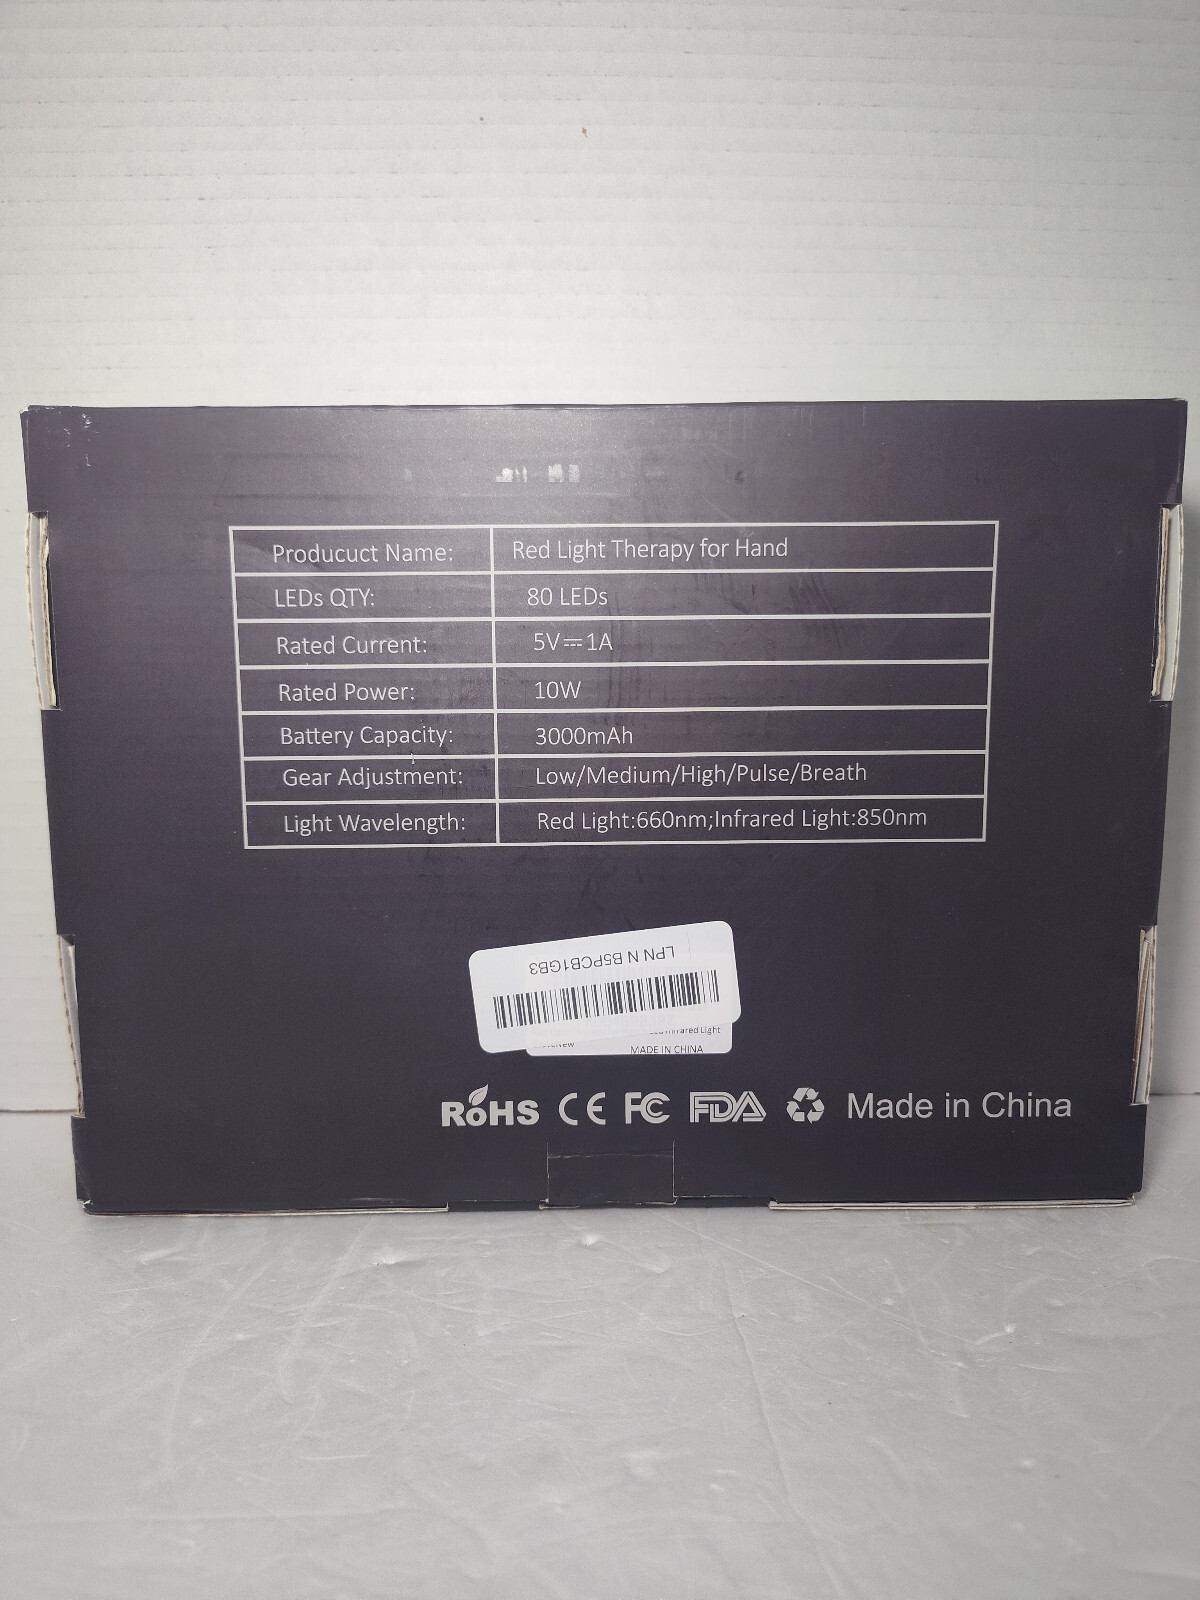 Producuct Name: Red Light Therapy for Hand
LEDs QTY: 80 LEDs
Rated Current: 5V⎓1A
Rated Power: 10W
Battery Capacity: 3000mAh
Gear Adjustment: Low/Medium/High/Pulse/Breath
Light Wavelength: Red Light:660nm;Infrared Light:850nm
LPN N B5PCB1GB3
Light
MADE IN CHINA
RoHS CE FC FDA Made in China